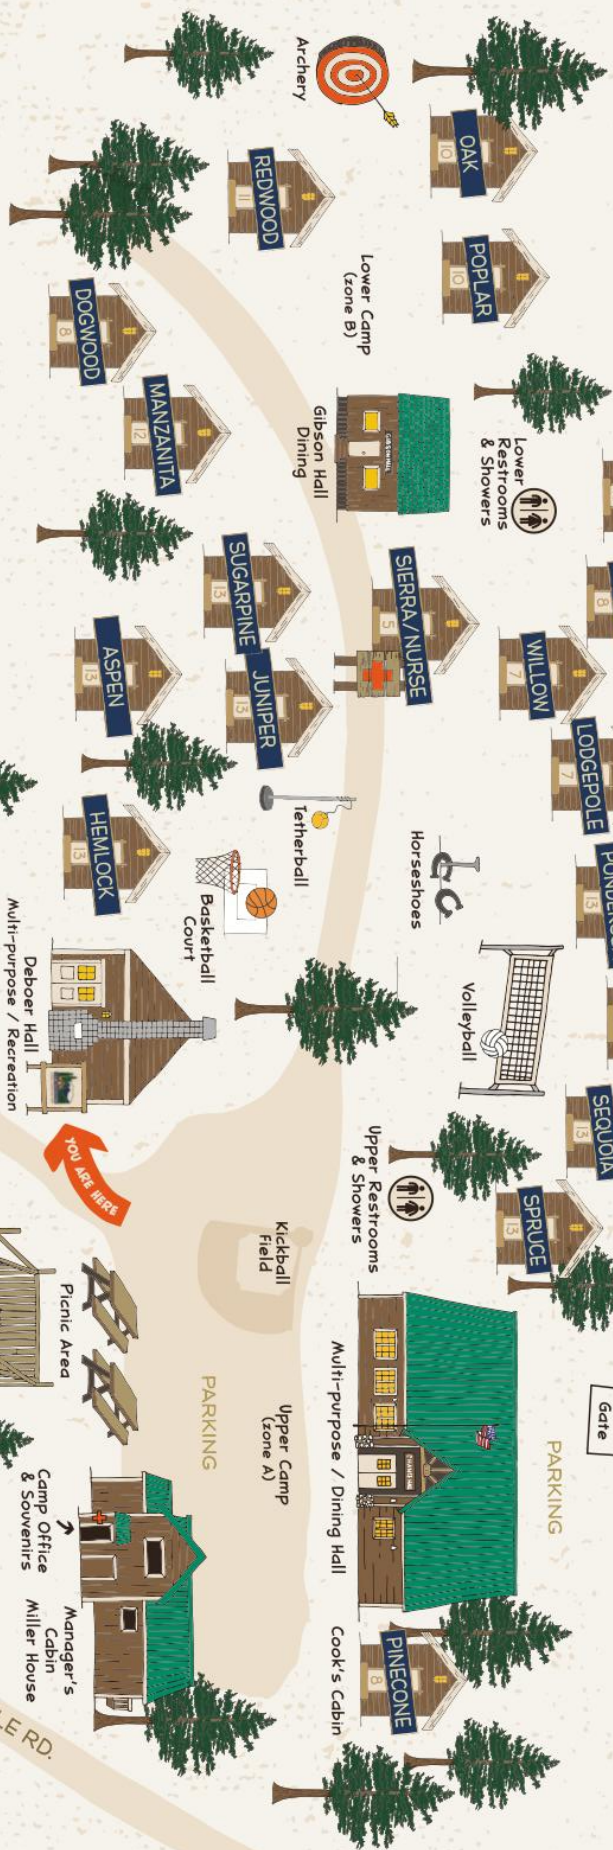 Archery
OAK
10
REDWOOD
11
POPLAR
10
Lower Camp
(zone B)
DOGWOOD
8
MANZANITA
Gibson Hall
Dining
GIBSON HALL
Lower
Restrooms
& Showers
8
SUGARPINE
13
SIERRA/NURSE
5
WILLOW
7
ASPEN
13
JUNIPER
13
LODGEPOLE
7
Tetherball
Horseshoes
HEMLOCK
13
13
Basketball
Court
Volleyball
Deboer Hall
Multi-purpose / Recreation
YOU ARE HERE
SEQUOIA
13
SPRUCE
13
Upper Restrooms
& Showers
Kickball
Field
Picnic Area
Multi-purpose / Dining Hall
Gate
PARKING
PARKING
Upper Camp
(zone A)
Camp Office
& Souvenirs
Manager's
Cabin
Miller House
Cook's Cabin
PINECONE
8
LE RD.